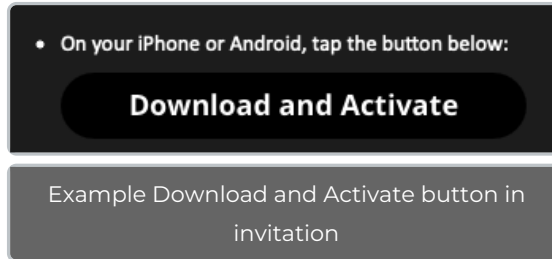 • On your iPhone or Android, tap the button below:
Download and Activate
Example Download and Activate button in
invitation